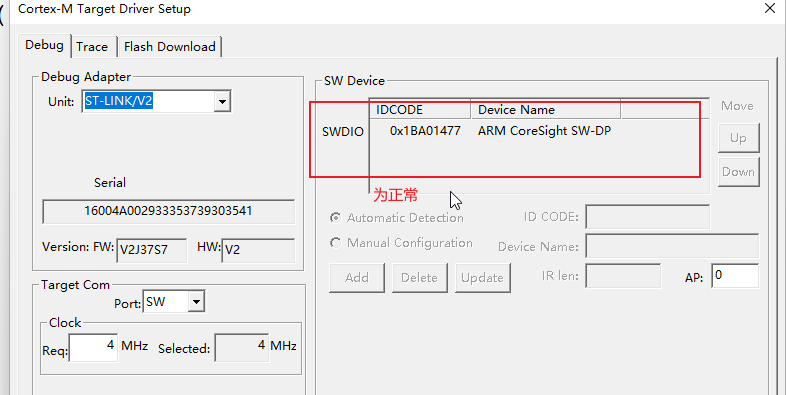 Cortex-M Target Driver Setup
Debug Trace Flash Download
Debug Adapter
Unit: ST-LINK/V2
Serial
16004A002933353739303541
Version: FW: V2J37S7 HW: V2
Target Com
Port: SW
Clock
Req: 4 MHz Selected: 4 MHz
SW Device
IDCODE Device Name
SWDIO 0x1BA01477 ARM CoreSight SW-DP
Move
Up
Down
为正常
Automatic Detection ID CODE:
Manual Configuration Device Name:
Add Delete Update IR len: AP: 0